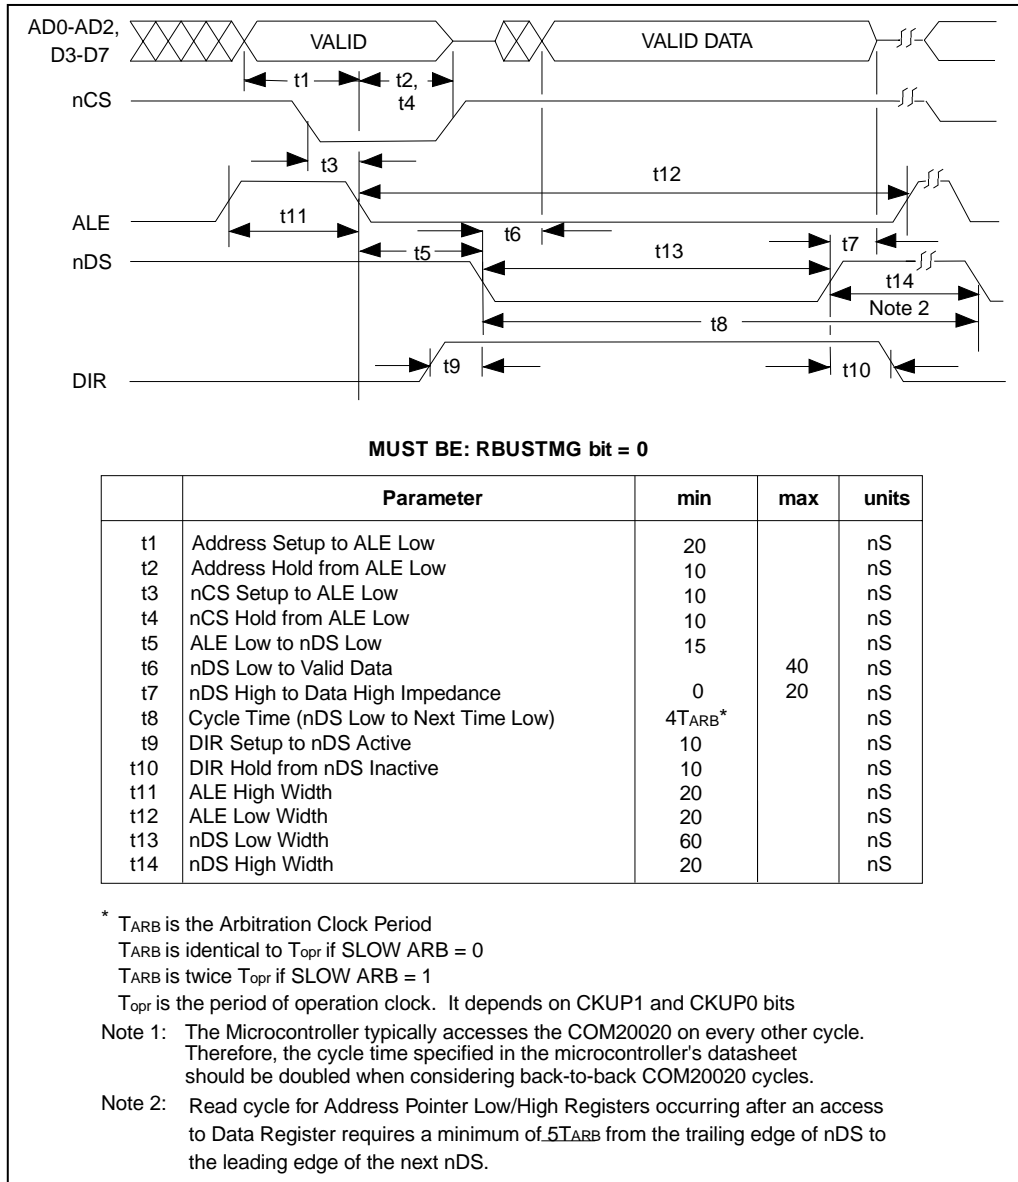 AD0-AD2,
D3-D7
VALID
VALID DATA
t1
t2,
t4
nCS
t3
t12
ALE
t11
t6
t7
nDS
t5
t13
t14
Note 2
t8
t9
t10
DIR
MUST BE: RBUSTMG bit = 0
Parameter min max units
t1 Address Setup to ALE Low 20 nS
t2 Address Hold from ALE Low 10 nS
t3 nCS Setup to ALE Low 10 nS
t4 nCS Hold from ALE Low 10 nS
t5 ALE Low to nDS Low 15 nS
t6 nDS Low to Valid Data 40 nS
t7 nDS High to Data High Impedance 0 20 nS
t8 Cycle Time (nDS Low to Next Time Low) 4TARB* nS
t9 DIR Setup to nDS Active 10 nS
t10 DIR Hold from nDS Inactive 10 nS
t11 ALE High Width 20 nS
t12 ALE Low Width 20 nS
t13 nDS Low Width 60 nS
t14 nDS High Width 20 nS
* TARB is the Arbitration Clock Period
TARB is identical to Topr if SLOW ARB = 0
TARB is twice Topr if SLOW ARB = 1
Topr is the period of operation clock. It depends on CKUP1 and CKUP0 bits
Note 1: The Microcontroller typically accesses the COM20020 on every other cycle.
Therefore, the cycle time specified in the microcontroller's datasheet
should be doubled when considering back-to-back COM20020 cycles.
Note 2: Read cycle for Address Pointer Low/High Registers occurring after an access
to Data Register requires a minimum of 5TARB from the trailing edge of nDS to
the leading edge of the next nDS.